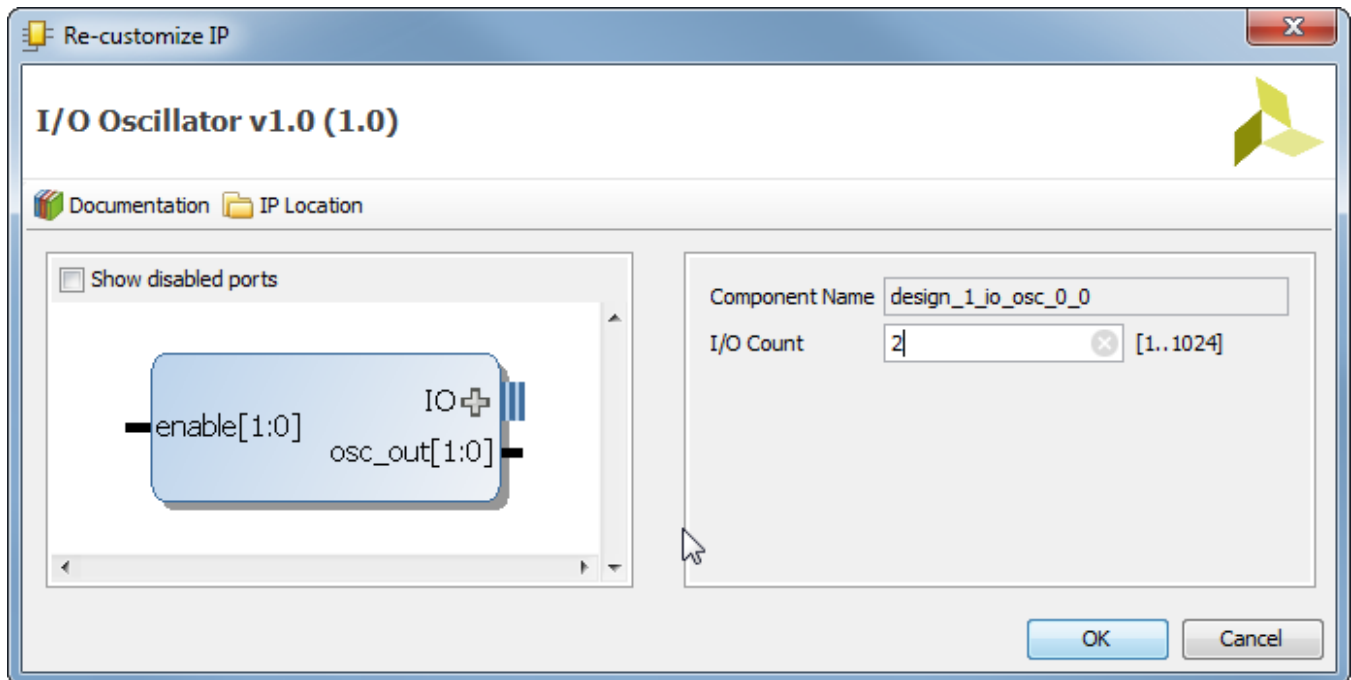 Re-customize IP
I/O Oscillator v1.0 (1.0)
Documentation IP Location
Show disabled ports
IO
enable[1:0]
osc_out[1:0]
Component Name design_1_io_osc_0_0
I/O Count 2 [1..1024]
OK Cancel